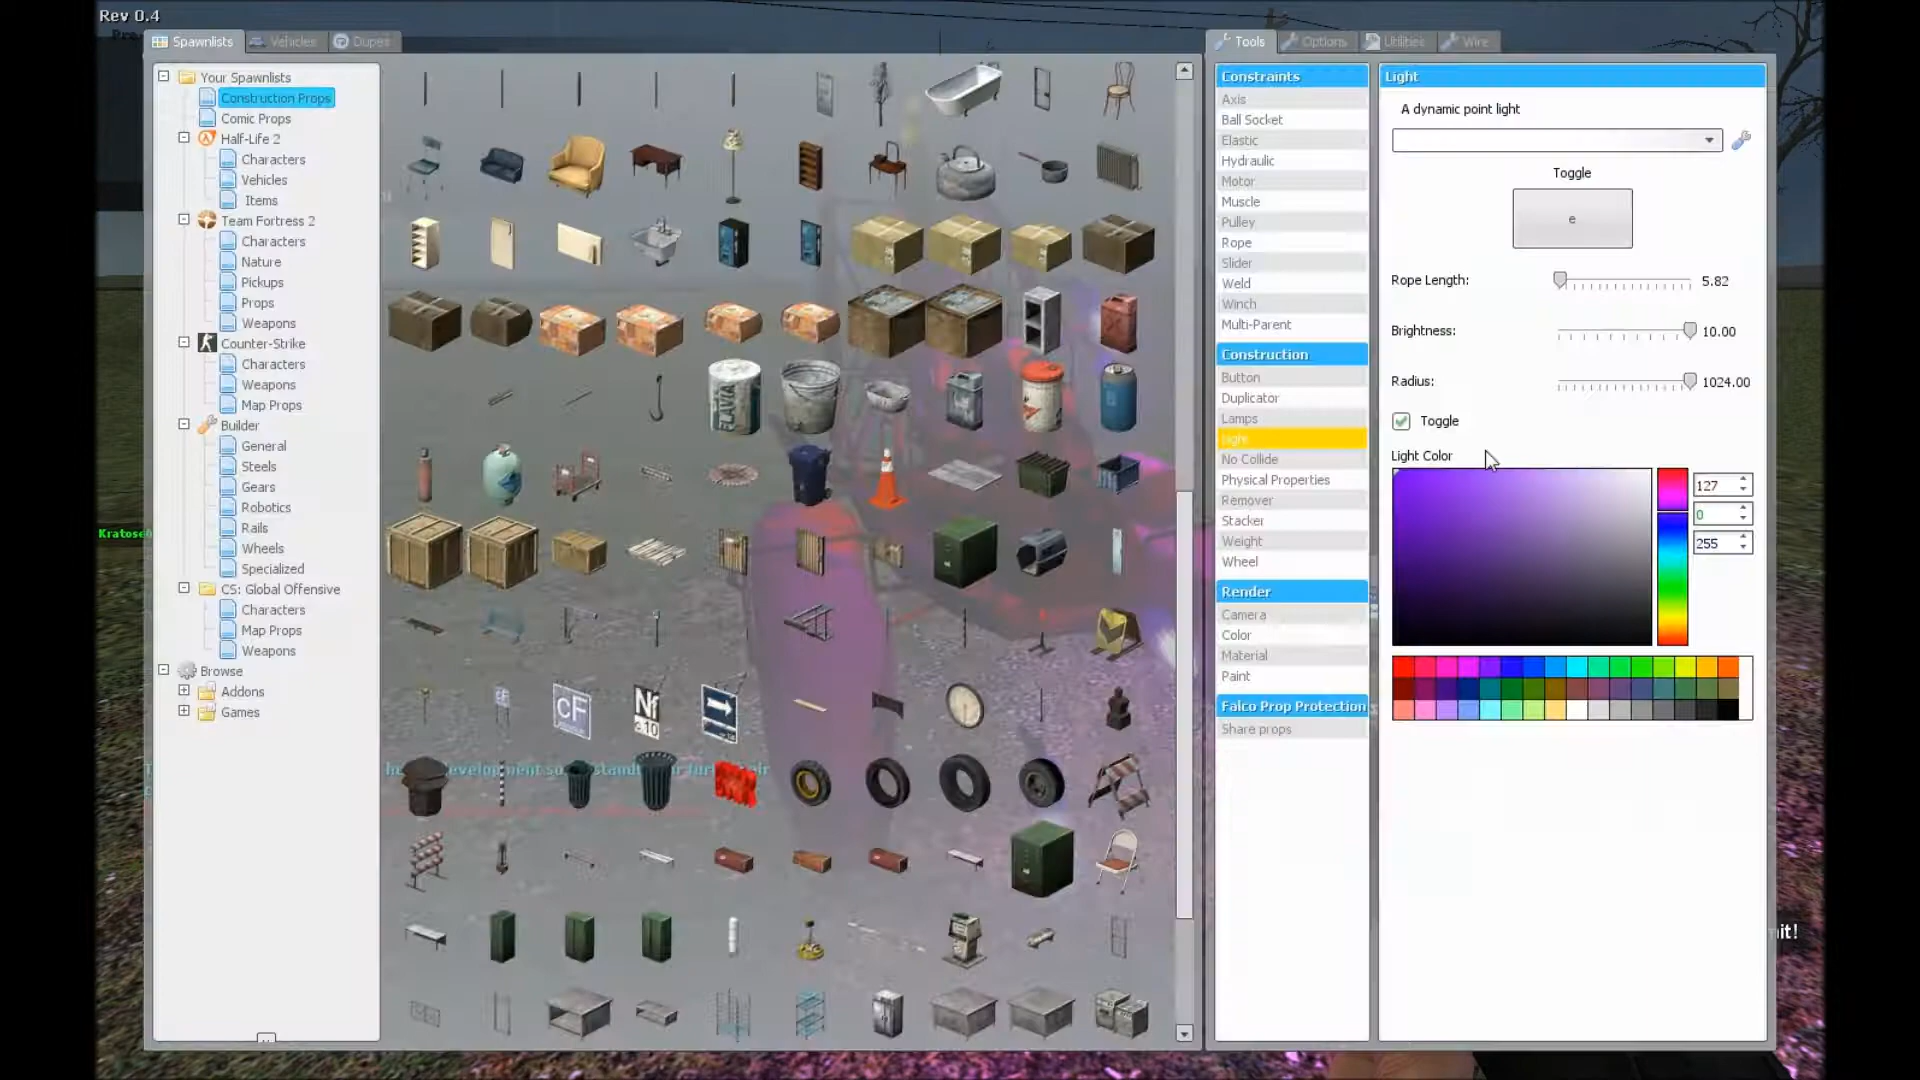 Rev 0.4
Spawnlists
Vehicles
Dupes
Tools
Options
Utilities
Wire
Your Spawnlists
Construction Props
Comic Props
Half-Life 2
Characters
Vehicles
Items
Team Fortress 2
Characters
Nature
Pickups
Props
Weapons
Counter-Strike
Characters
Weapons
Map Props
Builder
General
Steels
Gears
Robotics
Rails
Wheels
Specialized
CS: Global Offensive
Characters
Map Props
Weapons
Browse
Addons
Games
FLAVIA
CF
Nf
c.10
Constraints
Axis
Ball Socket
Elastic
Hydraulic
Motor
Muscle
Pulley
Rope
Slider
Weld
Winch
Multi-Parent
Construction
Button
Duplicator
Lamps
Light
No Collide
Physical Properties
Remover
Stacker
Weight
Wheel
Render
Camera
Color
Material
Paint
Falco Prop Protection
Share props
Light
A dynamic point light
Toggle
e
Rope Length: 5.82
Brightness: 10.00
Radius: 1024.00
Toggle
Light Color
127
0
255